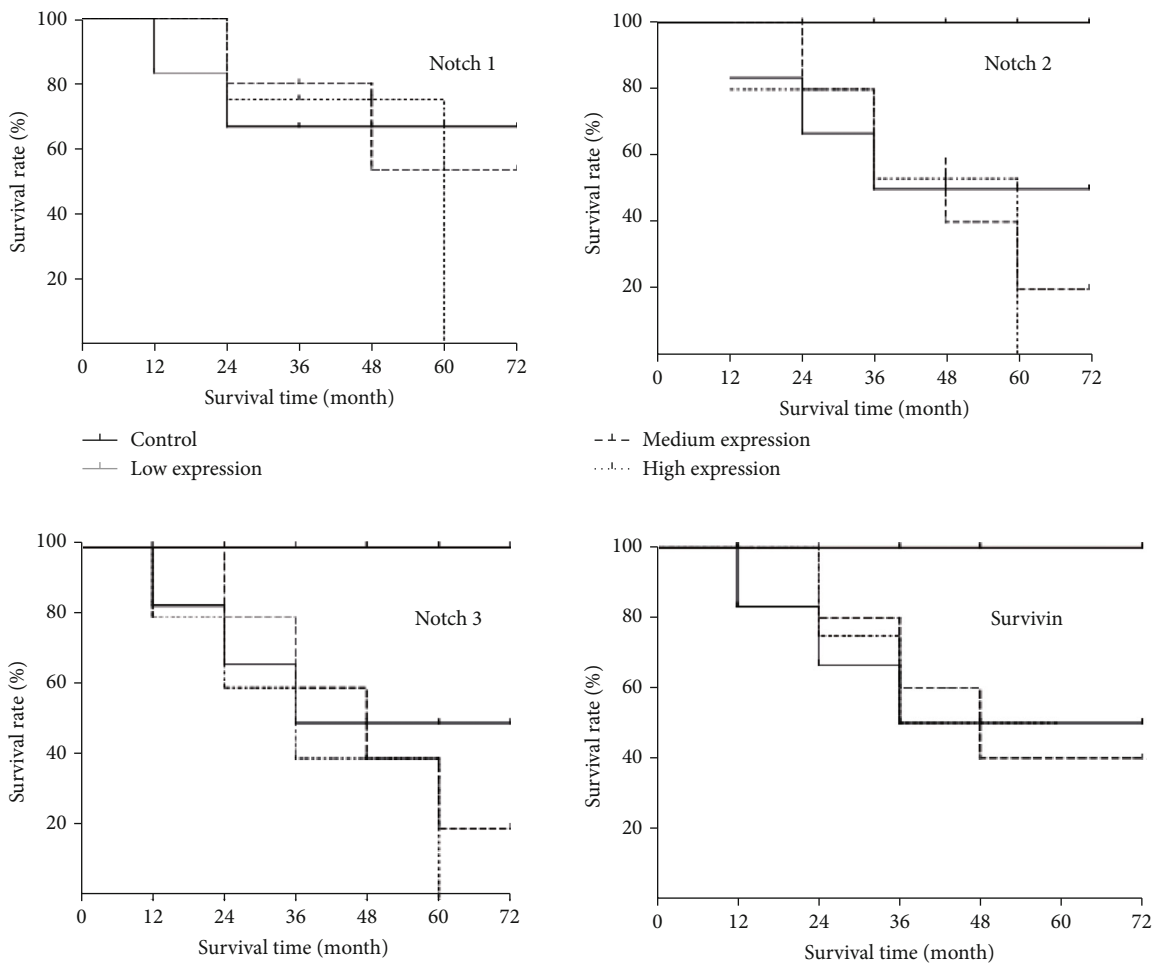 Notch 1
Survival rate (%)
100
80
60
40
20
0 12 24 36 48 60 72
Survival time (month)
Notch 2
Survival rate (%)
100
80
60
40
20
0 12 24 36 48 60 72
Survival time (month)
Control
Low expression
Medium expression
High expression
Notch 3
Survival rate (%)
100
80
60
40
20
0 12 24 36 48 60 72
Survival time (month)
Survivin
Survival rate (%)
100
80
60
40
20
0 12 24 36 48 60 72
Survival time (month)